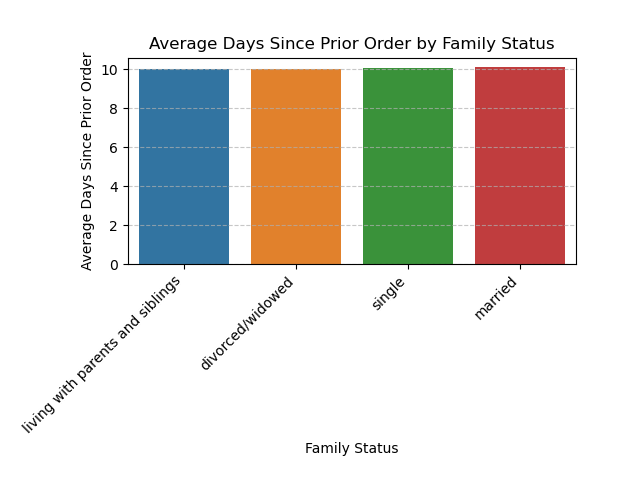 Average Days Since Prior Order by Family Status
Average Days Since Prior Order
10
8
6
4
2
0
living with parents and siblings
divorced/widowed
single
married
Family Status